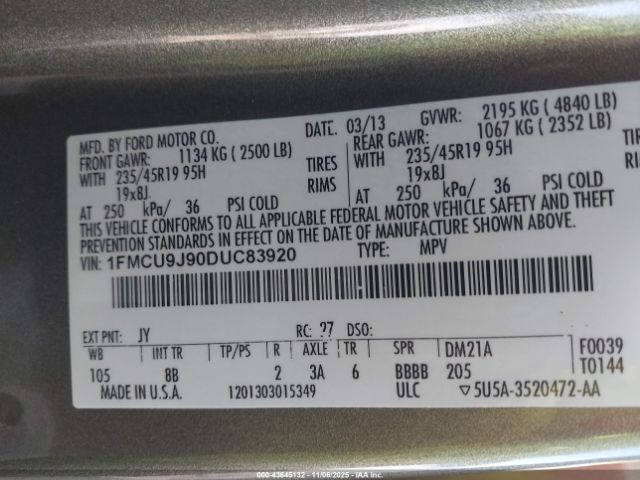 MFD. BY FORD MOTOR CO. DATE: 03/13 GVWR: 2195 KG ( 4840 LB)
FRONT GAWR: 1134 KG ( 2500 LB) REAR GAWR: 1067 KG ( 2352 LB)
WITH 235/45R19 95H TIRES WITH 235/45R19 95H
19x8J RIMS 19x8J
AT 250 kPa/ 36 PSI COLD AT 250 kPa/ 36 PSI COLD
THIS VEHICLE CONFORMS TO ALL APPLICABLE FEDERAL MOTOR VEHICLE SAFETY AND THEFT
PREVENTION STANDARDS IN EFFECT ON THE DATE OF MANUFACTURE SHOWN ABOVE.
VIN: 1FMCU9J90DUC83920 TYPE: MPV
EXT PNT: JY RC: 27 DSO:
WB INT TR TP/PS R AXLE TR SPR DM21A F0039
105 8B 2 3A 6 BBBB 205 T0144
MADE IN U.S.A. 1201303015349 ULC ▽5U5A-3520472-AA
000-43645132 - 11/06/2025 - IAA Inc.